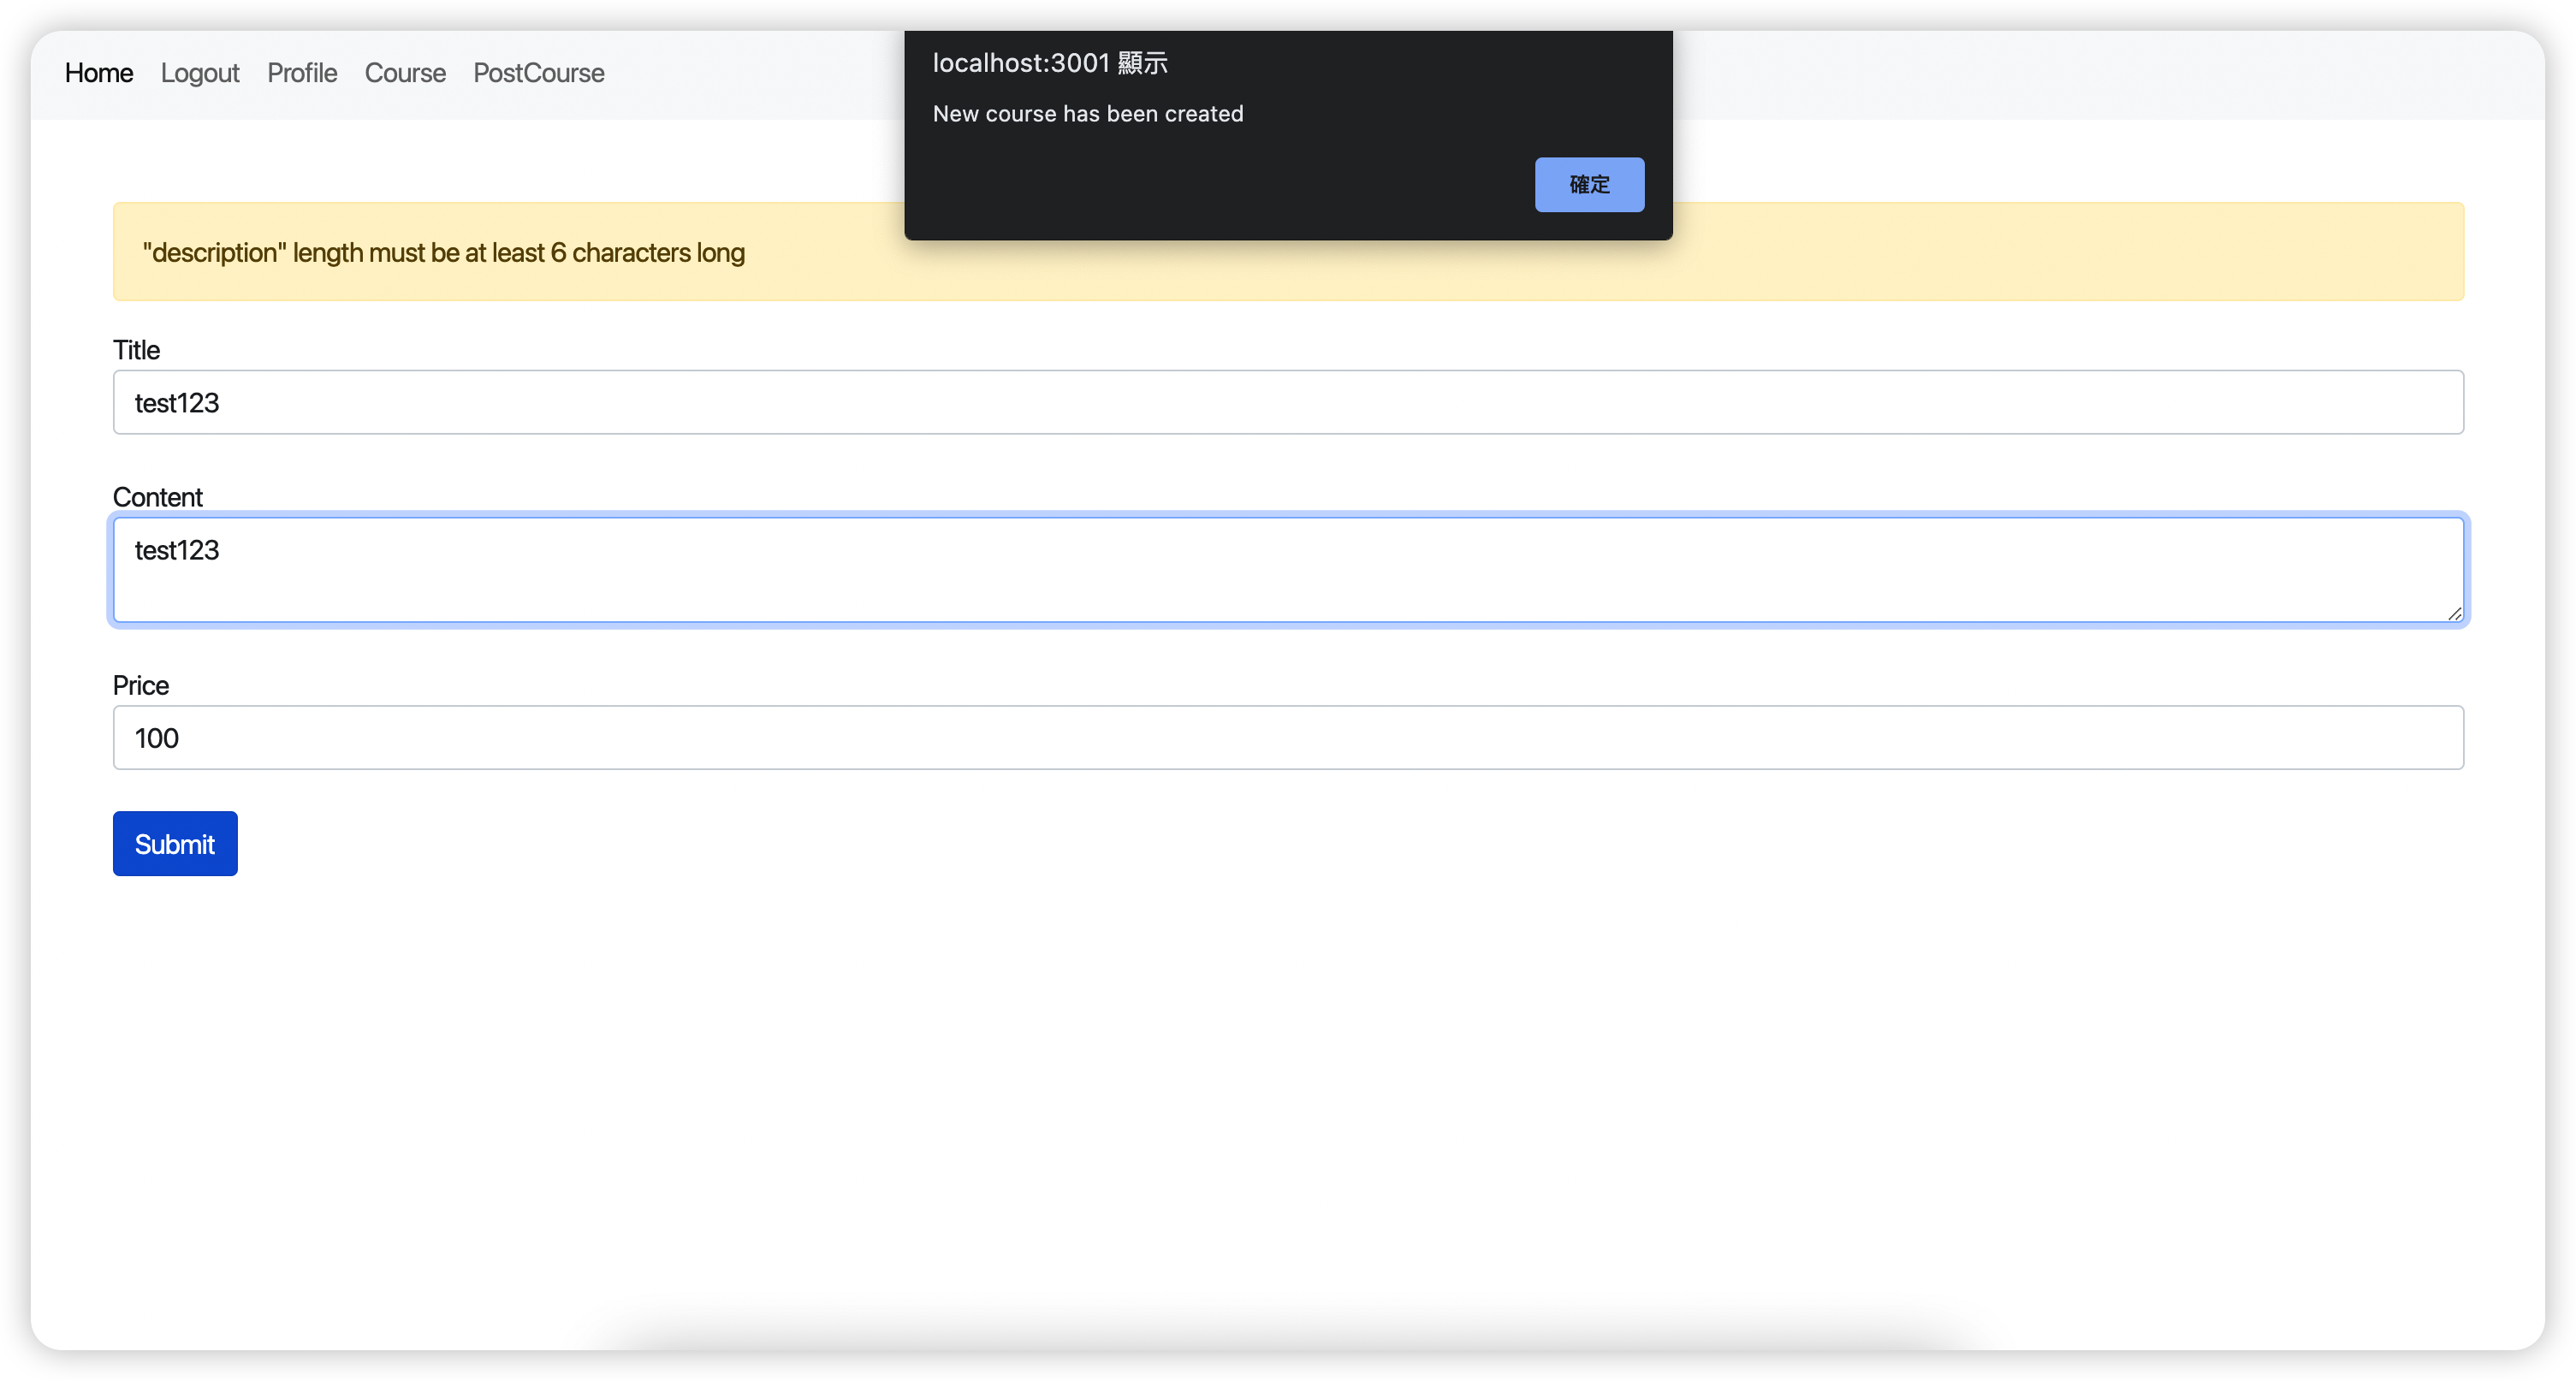 Home Logout Profile Course PostCourse
localhost:3001 顯示
New course has been created
確定
"description" length must be at least 6 characters long
Title
test123
Content
test123
Price
100
Submit